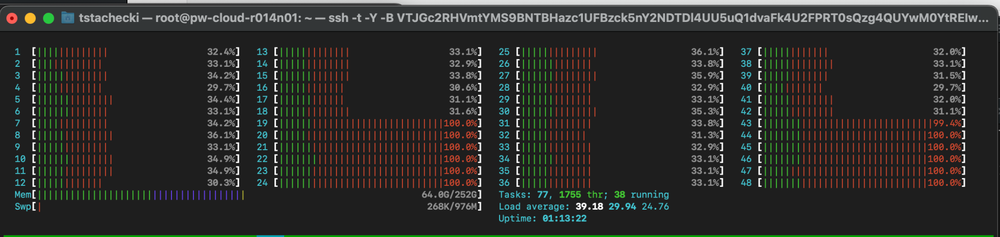 tstachecki — root@pw-cloud-r014n01: ~ — ssh -t -Y -B VTJGc2RHVmtYMS9BNTBHazc1UFBzck5nY2NDTDl4UU5uQ1dvaFk4U2FPRT0sQzg4QUYwM0YtREIw...
1 [ 32.4%] 13 [ 33.1%] 25 [ 36.1%] 37 [ 32.0%]
2 [ 33.1%] 14 [ 32.9%] 26 [ 33.8%] 38 [ 33.1%]
3 [ 34.2%] 15 [ 33.8%] 27 [ 35.9%] 39 [ 31.5%]
4 [ 29.7%] 16 [ 30.6%] 28 [ 32.9%] 40 [ 29.7%]
5 [ 34.4%] 17 [ 31.1%] 29 [ 33.1%] 41 [ 32.0%]
6 [ 33.1%] 18 [ 31.6%] 30 [ 35.3%] 42 [ 31.1%]
7 [ 34.2%] 19 [ 100.0%] 31 [ 33.8%] 43 [ 99.4%]
8 [ 36.1%] 20 [ 100.0%] 32 [ 31.3%] 44 [ 100.0%]
9 [ 33.1%] 21 [ 100.0%] 33 [ 32.9%] 45 [ 100.0%]
10 [ 34.9%] 22 [ 100.0%] 34 [ 33.1%] 46 [ 100.0%]
11 [ 34.9%] 23 [ 100.0%] 35 [ 33.1%] 47 [ 100.0%]
12 [ 30.3%] 24 [ 100.0%] 36 [ 33.1%] 48 [ 100.0%]
Mem[ 64.0G/252G] Tasks: 77, 1755 thr; 38 running
Swp[ 268K/976M] Load average: 39.18 29.94 24.76
Uptime: 01:13:22